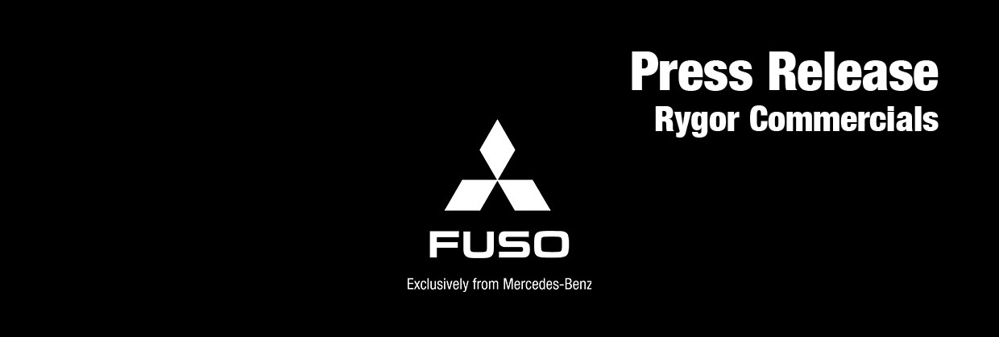 Press Release
Rygor Commercials
FUSO
Exclusively from Mercedes-Benz